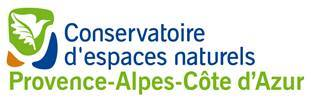 Conservatoire
d'espaces naturels
Provence-Alpes-Côte d'Azur